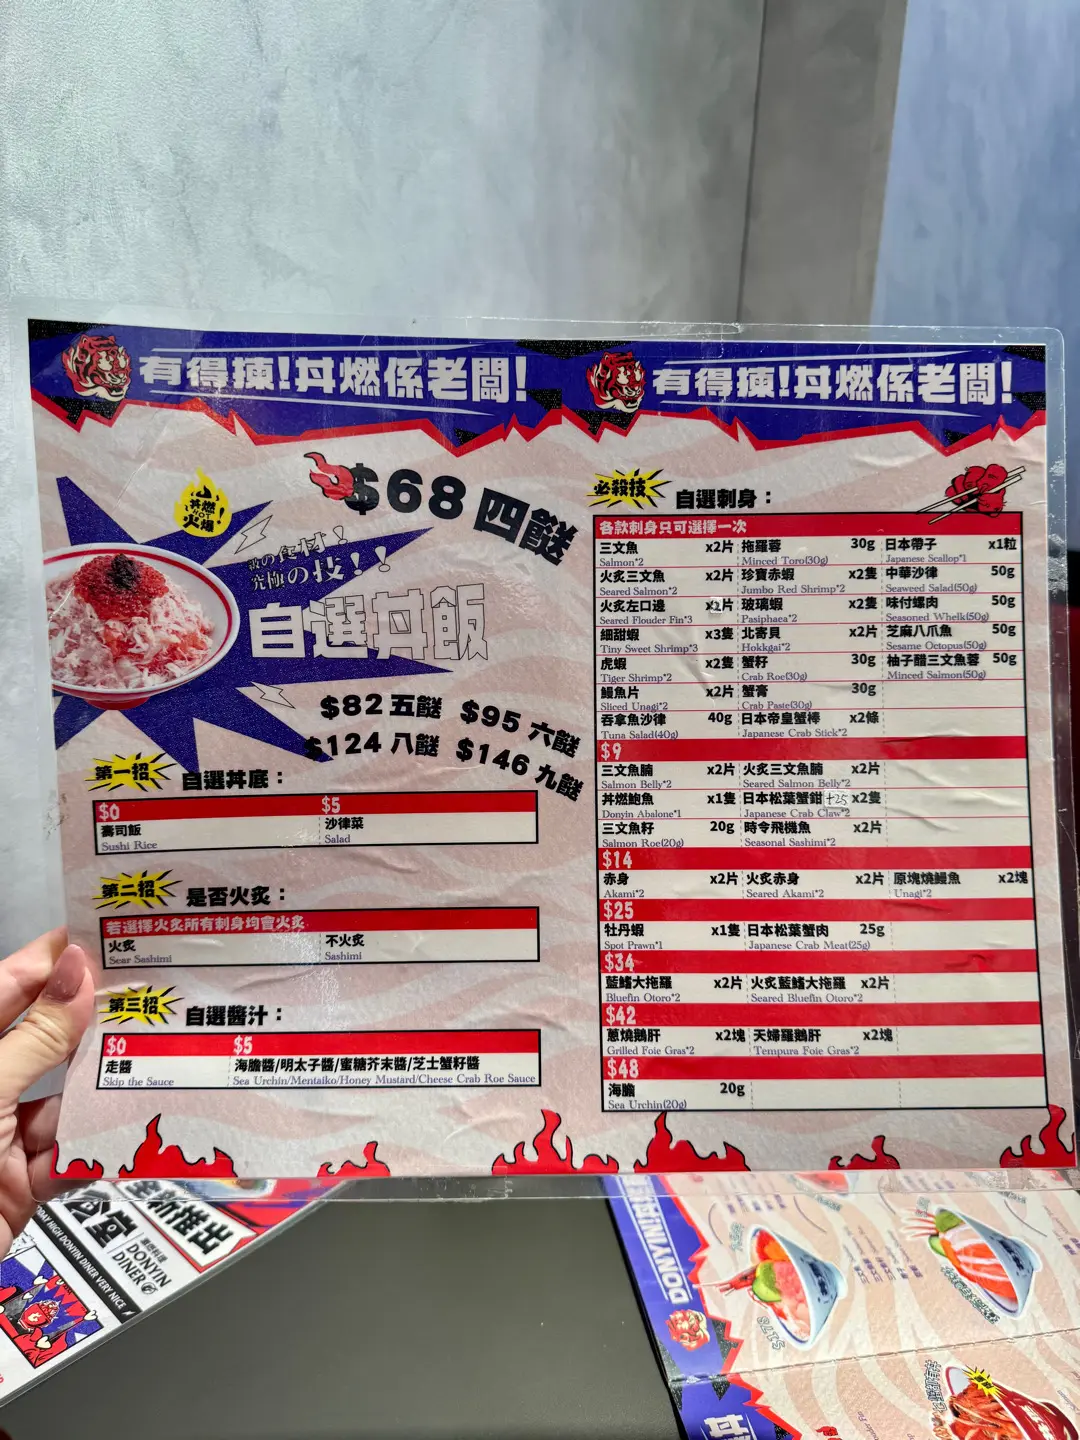 有得揀!丼燃係老闆!
$68 四餸
丼燃
HOT
火爆
級の食材!
究極の技!!
自選丼飯
$82 五餸 $95 六餸
$124 八餸 $146 九餸
第一招 自選丼底：
$0 $5
壽司飯 沙律菜
Sushi Rice Salad
第二招 是否火炙：
若選擇火炙所有刺身均會火炙
火炙 不火炙
Sear Sashimi Sashimi
第三招 自選醬汁：
$0 $5
走醬 海膽醬/明太子醬/蜜糖芥末醬/芝士蟹籽醬
Skip the Sauce Sea Urchin/Mentaiko/Honey Mustard/Cheese Crab Roe Sauce
有得揀!丼燃係老闆!
必殺技 自選刺身：
各款刺身只可選擇一次
三文魚 x2片 拖羅蓉 30g 日本帶子 x1粒
Salmon*2 Minced Toro(30g) Japanese Scallop*1
火炙三文魚 x2片 珍寶赤蝦 x2隻 中華沙律 50g
Seared Salmon*2 Jumbo Red Shrimp*2 Seaweed Salad(50g)
火炙左口邊 x2片 玻璃蝦 x2隻 味付螺肉 50g
Seared Flouder Fin*3 Pasiphaea*2 Seasoned Whelk(50g)
細甜蝦 x3隻 北寄貝 x2片 芝麻八爪魚 50g
Tiny Sweet Shrimp*3 Hokkgai*2 Sesame Octopus(50g)
虎蝦 x2隻 蟹籽 30g 柚子醋三文魚蓉 50g
Tiger Shrimp*2 Crab Roe(30g) Minced Salmon(50g)
鰻魚片 x2片 蟹膏 30g
Sliced Unagi*2 Crab Paste(30g)
吞拿魚沙律 40g 日本帝皇蟹棒 x2條
Tuna Salad(40g) Japanese Crab Stick*2
$9
三文魚腩 x2片 火炙三文魚腩 x2片
Salmon Belly*2 Seared Salmon Belly*2
丼燃鮑魚 x1隻 日本松葉蟹鉗 +25 x2隻
Donyin Abalone*1 Japanese Crab Claw*2
三文魚籽 20g 時令飛機魚 x2片
Salmon Roe(20g) Seasonal Sashimi*2
$14
赤身 x2片 火炙赤身 x2片 原塊燒鰻魚 x2塊
Akami*2 Seared Akami*2 Unagi*2
$25
牡丹蝦 x1隻 日本松葉蟹肉 25g
Spot Prawn*1 Japanese Crab Meat(25g)
$34
藍鰭大拖羅 x2片 火炙藍鰭大拖羅 x2片
Bluefin Otoro*2 Seared Bluefin Otoro*2
$42
蔥燒鵝肝 x2塊 天婦羅鵝肝 x2塊
Grilled Foie Gras*2 Tempura Foie Gras*2
$48
海膽 20g
Sea Urchin(20g)
全新推出
DONYIN
DINER
HIGH DONYIN DINER VERY NICE
DONYIN
$178